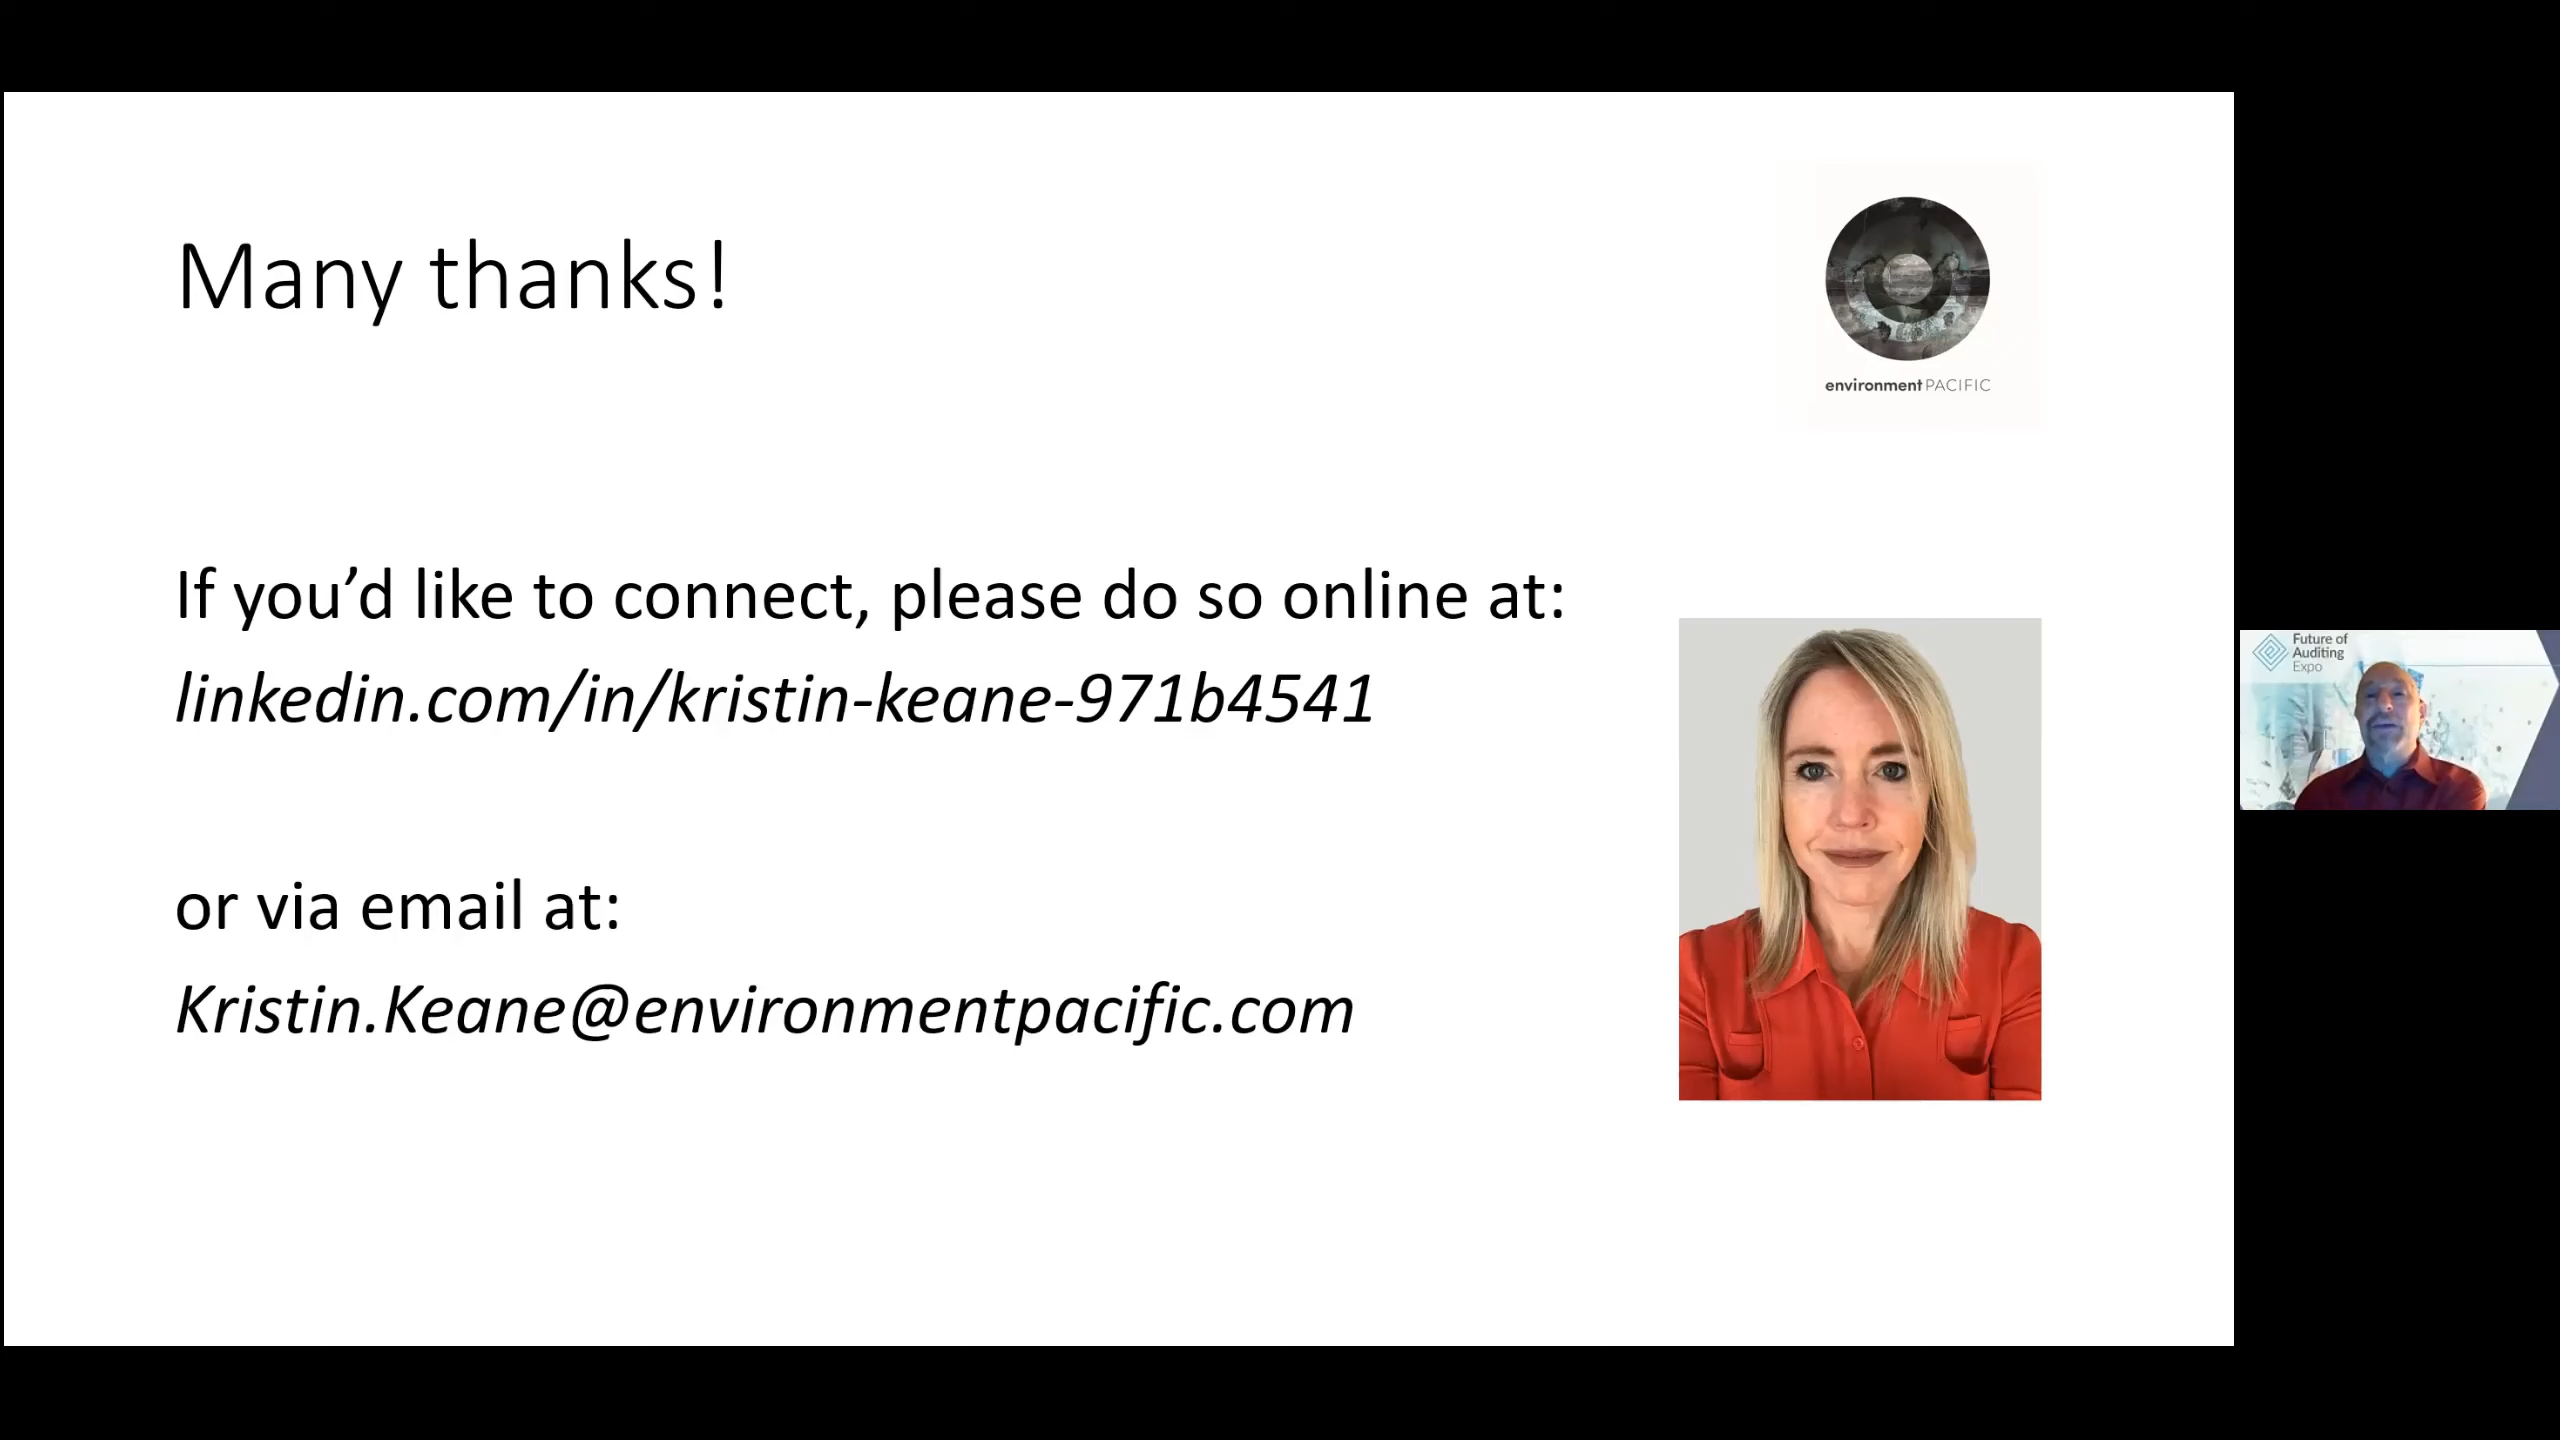 Many thanks!
environment PACIFIC
If you’d like to connect, please do so online at:
linkedin.com/in/kristin-keane-971b4541
or via email at:
Kristin.Keane@environmentpacific.com
Future of
Auditing
Expo